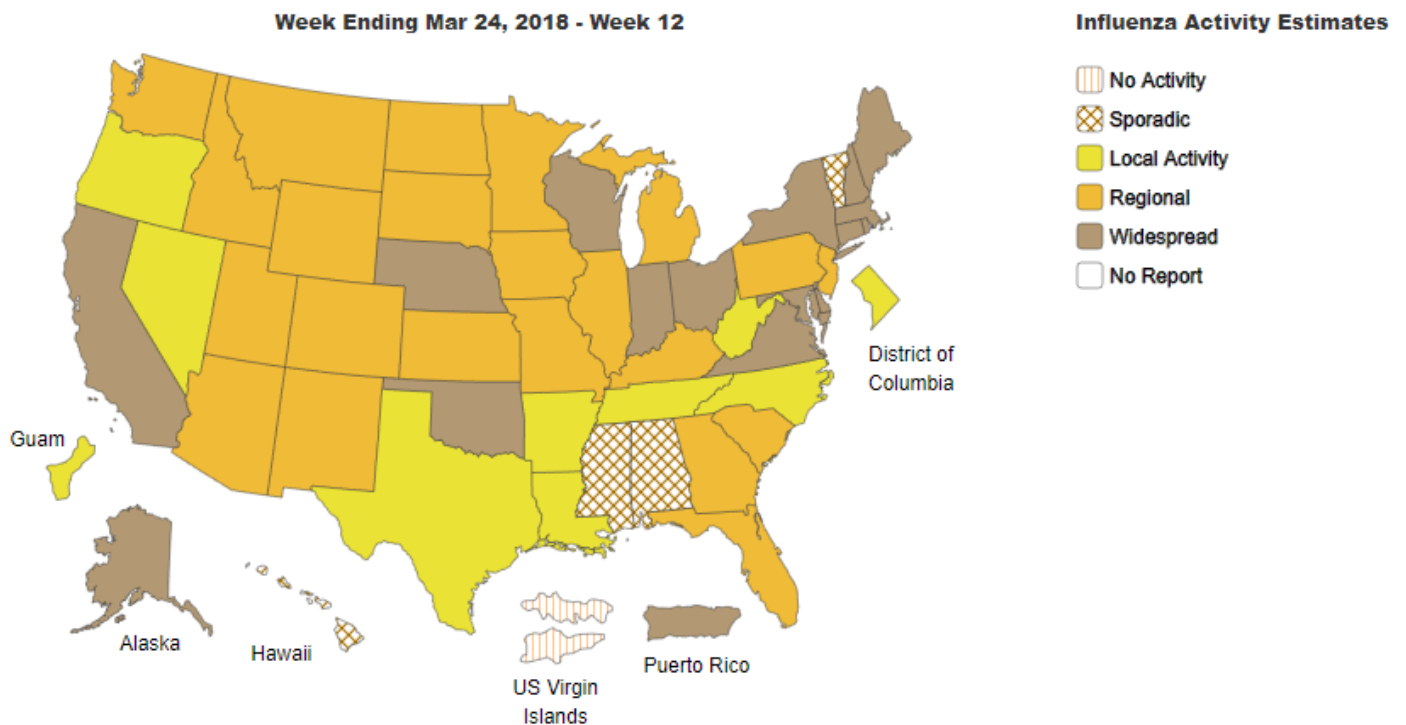 Week Ending Mar 24, 2018 - Week 12
Influenza Activity Estimates
No Activity
Sporadic
Local Activity
Regional
Widespread
No Report
District of
Columbia
Guam
Alaska
Hawaii
US Virgin
Islands
Puerto Rico